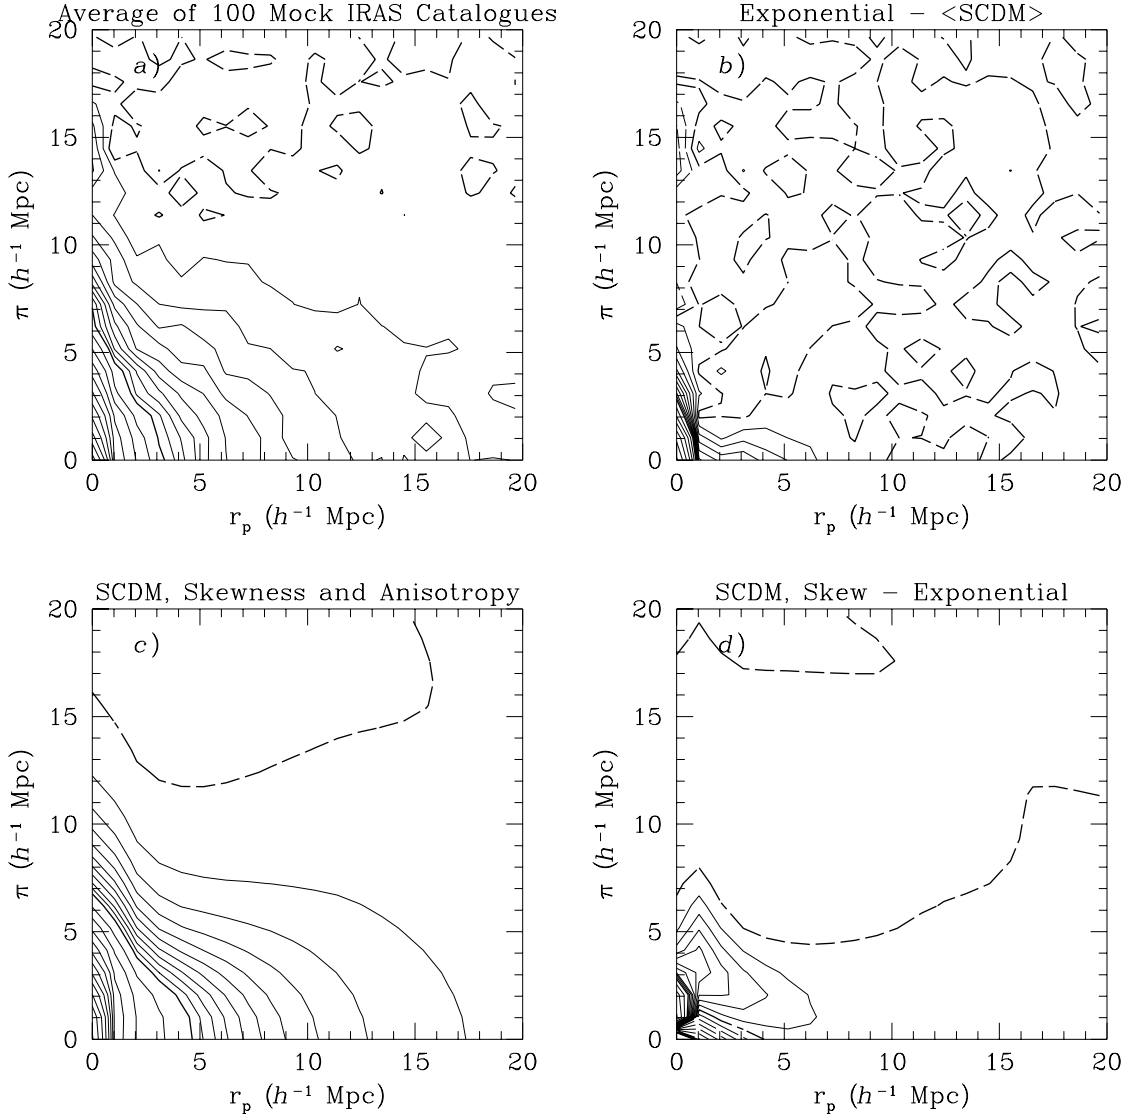 Average of 100 Mock IRAS Catalogues
20
15
10
5
0
a)
0 5 10 15 20
π (h⁻¹ Mpc)
r_p (h⁻¹ Mpc)
Exponential − <SCDM>
20
15
10
5
0
b)
0 5 10 15 20
π (h⁻¹ Mpc)
r_p (h⁻¹ Mpc)
SCDM, Skewness and Anisotropy
20
15
10
5
0
c)
0 5 10 15 20
π (h⁻¹ Mpc)
r_p (h⁻¹ Mpc)
SCDM, Skew − Exponential
20
15
10
5
0
d)
0 5 10 15 20
π (h⁻¹ Mpc)
r_p (h⁻¹ Mpc)